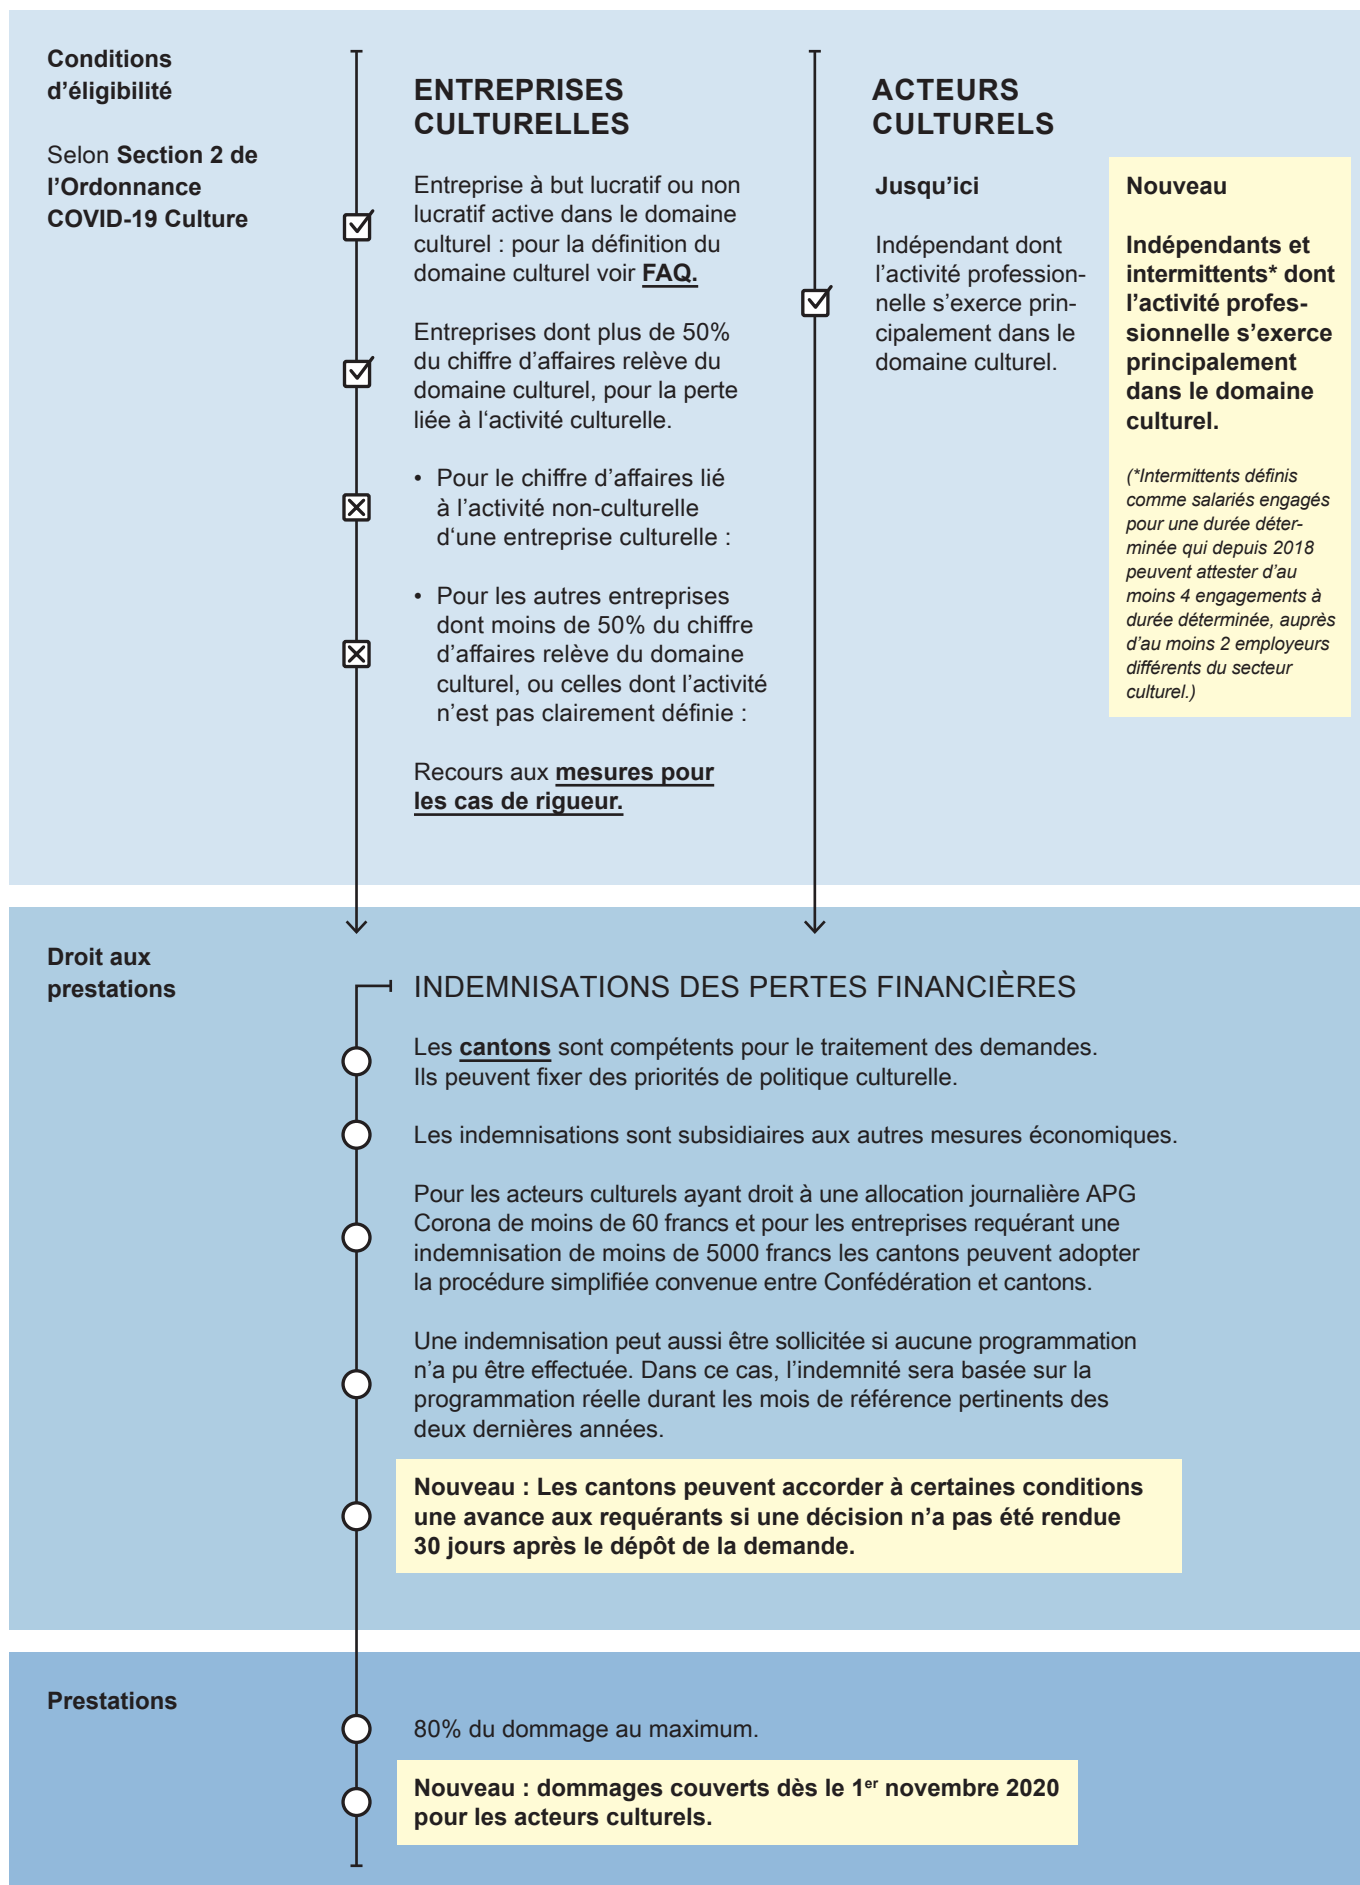 Conditions
d’éligibilité
Selon Section 2 de
l’Ordonnance
COVID-19 Culture
ENTREPRISES
CULTURELLES
Entreprise à but lucratif ou non
lucratif active dans le domaine
culturel : pour la définition du
domaine culturel voir FAQ.
Entreprises dont plus de 50%
du chiffre d’affaires relève du
domaine culturel, pour la perte
liée à l‘activité culturelle.
• Pour le chiffre d’affaires lié
à l’activité non-culturelle
d‘une entreprise culturelle :
• Pour les autres entreprises
dont moins de 50% du chiffre
d’affaires relève du domaine
culturel, ou celles dont l’activité
n’est pas clairement définie :
Recours aux mesures pour
les cas de rigueur.
ACTEURS
CULTURELS
Jusqu’ici
Indépendant dont
l’activité profession-
nelle s’exerce prin-
cipalement dans le
domaine culturel.
Nouveau
Indépendants et
intermittents* dont
l’activité profes-
sionnelle s’exerce
principalement
dans le domaine
culturel.
(*Intermittents définis
comme salariés engagés
pour une durée déter-
minée qui depuis 2018
peuvent attester d’au
moins 4 engagements à
durée déterminée, auprès
d’au moins 2 employeurs
différents du secteur
culturel.)
Droit aux
prestations
INDEMNISATIONS DES PERTES FINANCIÈRES
Les cantons sont compétents pour le traitement des demandes.
Ils peuvent fixer des priorités de politique culturelle.
Les indemnisations sont subsidiaires aux autres mesures économiques.
Pour les acteurs culturels ayant droit à une allocation journalière APG
Corona de moins de 60 francs et pour les entreprises requérant une
indemnisation de moins de 5000 francs les cantons peuvent adopter
la procédure simplifiée convenue entre Confédération et cantons.
Une indemnisation peut aussi être sollicitée si aucune programmation
n’a pu être effectuée. Dans ce cas, l’indemnité sera basée sur la
programmation réelle durant les mois de référence pertinents des
deux dernières années.
Nouveau : Les cantons peuvent accorder à certaines conditions
une avance aux requérants si une décision n’a pas été rendue
30 jours après le dépôt de la demande.
Prestations
80% du dommage au maximum.
Nouveau : dommages couverts dès le 1er novembre 2020
pour les acteurs culturels.